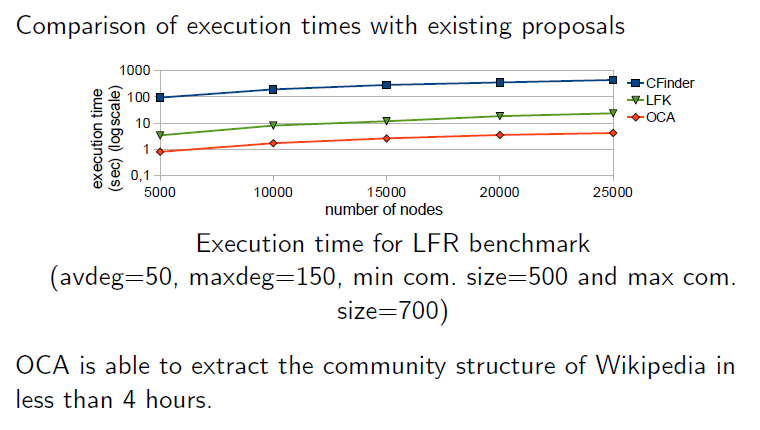 Comparison of execution times with existing proposals
execution time
(sec) (logscale)
1000
100
10
1
0,1
5000 10000 15000 20000 25000
number of nodes
CFinder
LFK
OCA
Execution time for LFR benchmark
(avdeg=50, maxdeg=150, min com. size=500 and max com.
size=700)
OCA is able to extract the community structure of Wikipedia in
less than 4 hours.